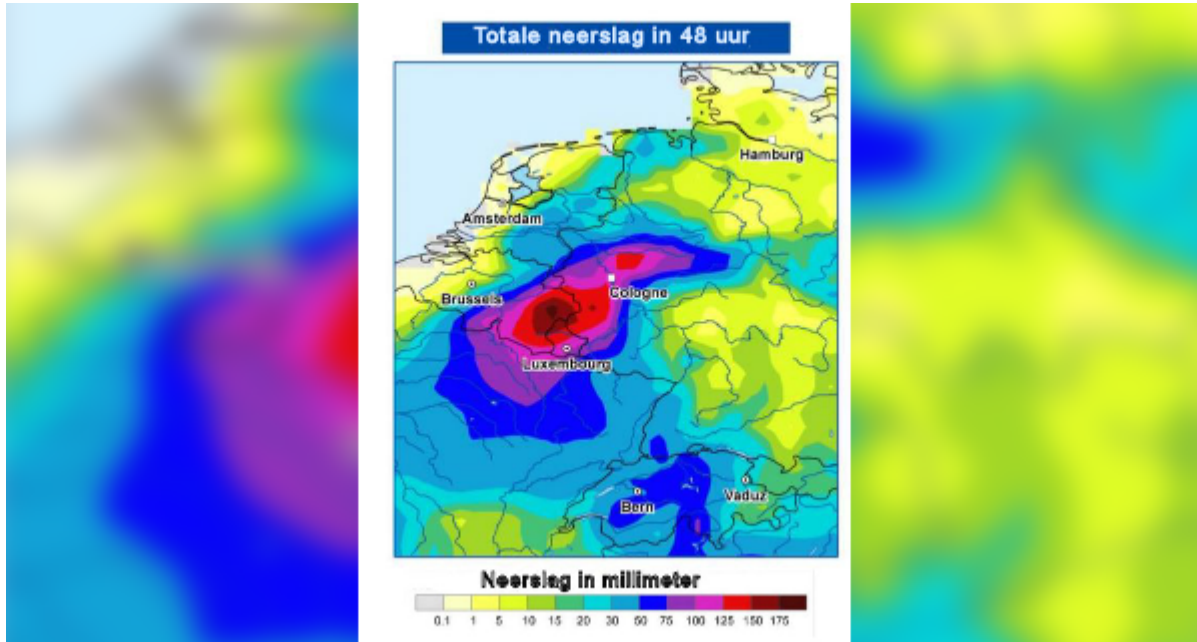 Totale neerslag in 48 uur
Hamburg
Amsterdam
Brussels
Cologne
Luxembourg
Bern
Vaduz
Neerslag in millimeter
0.1 1 5 10 15 20 30 50 75 100 125 150 175